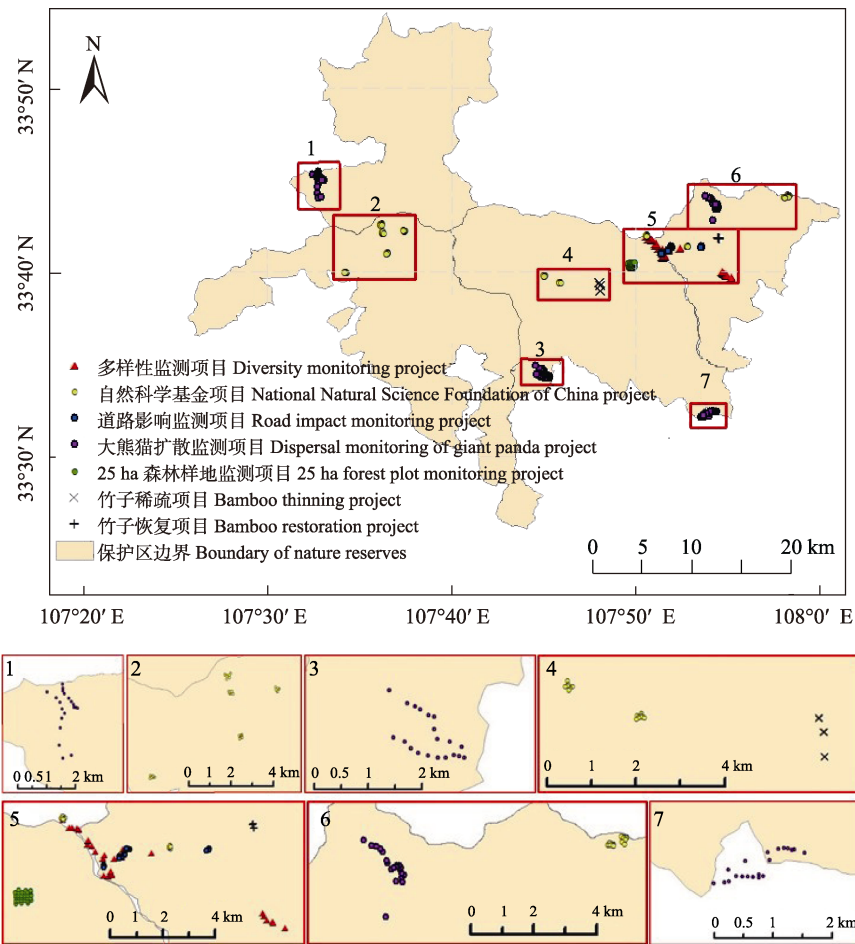 N
33°50′ N
33°40′ N
33°30′ N
1
2
3
4
5
6
7
多样性监测项目 Diversity monitoring project
自然科学基金项目 National Natural Science Foundation of China project
道路影响监测项目 Road impact monitoring project
大熊猫扩散监测项目 Dispersal monitoring of giant panda project
25 ha 森林样地监测项目 25 ha forest plot monitoring project
竹子稀疏项目 Bamboo thinning project
竹子恢复项目 Bamboo restoration project
保护区边界 Boundary of nature reserves
0 5 10 20 km
107°20′ E 107°30′ E 107°40′ E 107°50′ E 108°0′ E
1
0 0.51 2 km
2
0 1 2 4 km
3
0 0.5 1 2 km
4
0 1 2 4 km
5
0 1 2 4 km
6
0 1 2 4 km
7
0 0.5 1 2 km